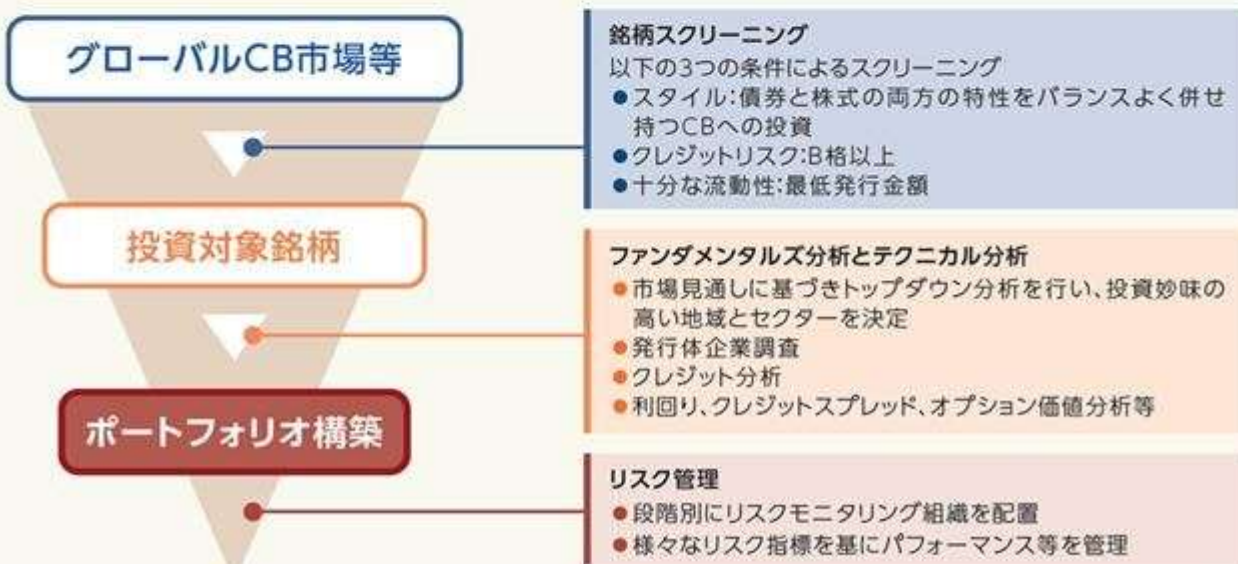 グローバルCB市場等
銘柄スクリーニング
以下の3つの条件によるスクリーニング
●スタイル:債券と株式の両方の特性をバランスよく併せ
持つCBへの投資
●クレジットリスク:B格以上
●十分な流動性:最低発行金額
投資対象銘柄
ファンダメンタルズ分析とテクニカル分析
●市場見通しに基づきトップダウン分析を行い、投資妙味の
高い地域とセクターを決定
●発行体企業調査
●クレジット分析
●利回り、クレジットスプレッド、オプション価値分析等
ポートフォリオ構築
リスク管理
●段階別にリスクモニタリング組織を配置
●様々なリスク指標を基にパフォーマンス等を管理